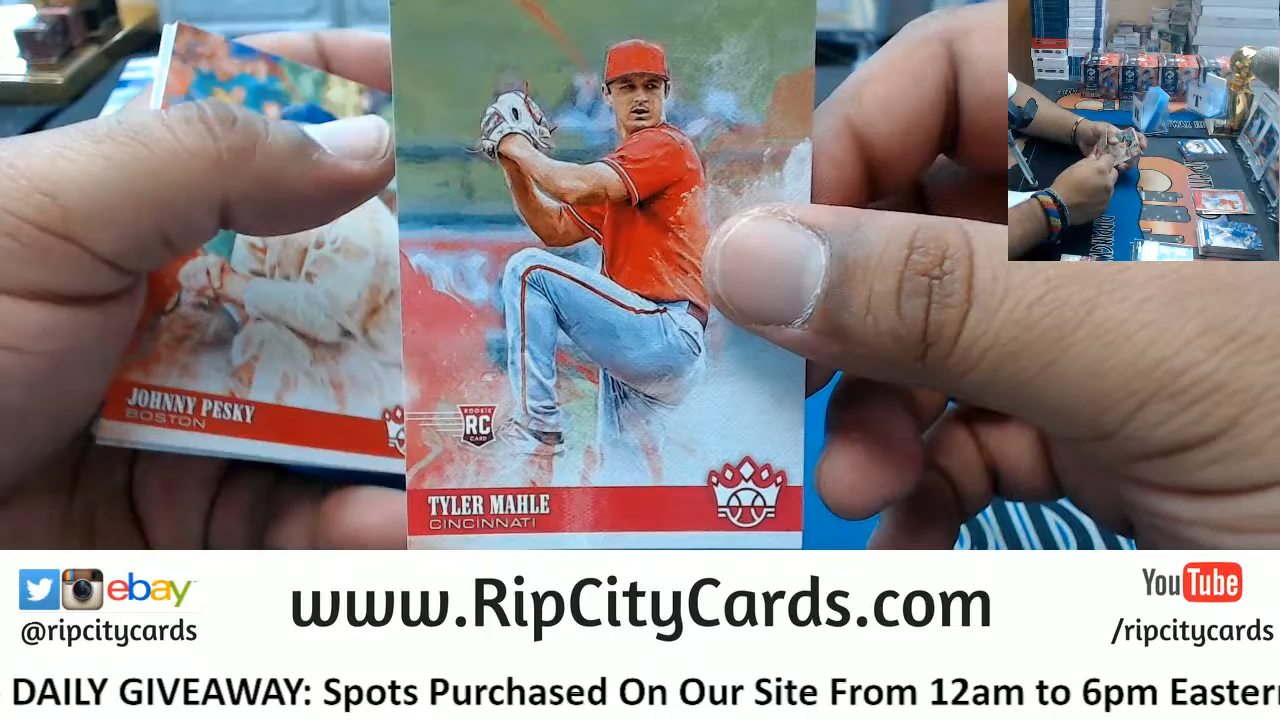 JOHNNY PESKY
BOSTON
ROOKIE
RC
CARD
TYLER MAHLE
CINCINNATI
ebay
@ripcitycards
www.RipCityCards.com
YouTube
/ripcitycards
DAILY GIVEAWAY: Spots Purchased On Our Site From 12am to 6pm Eastern